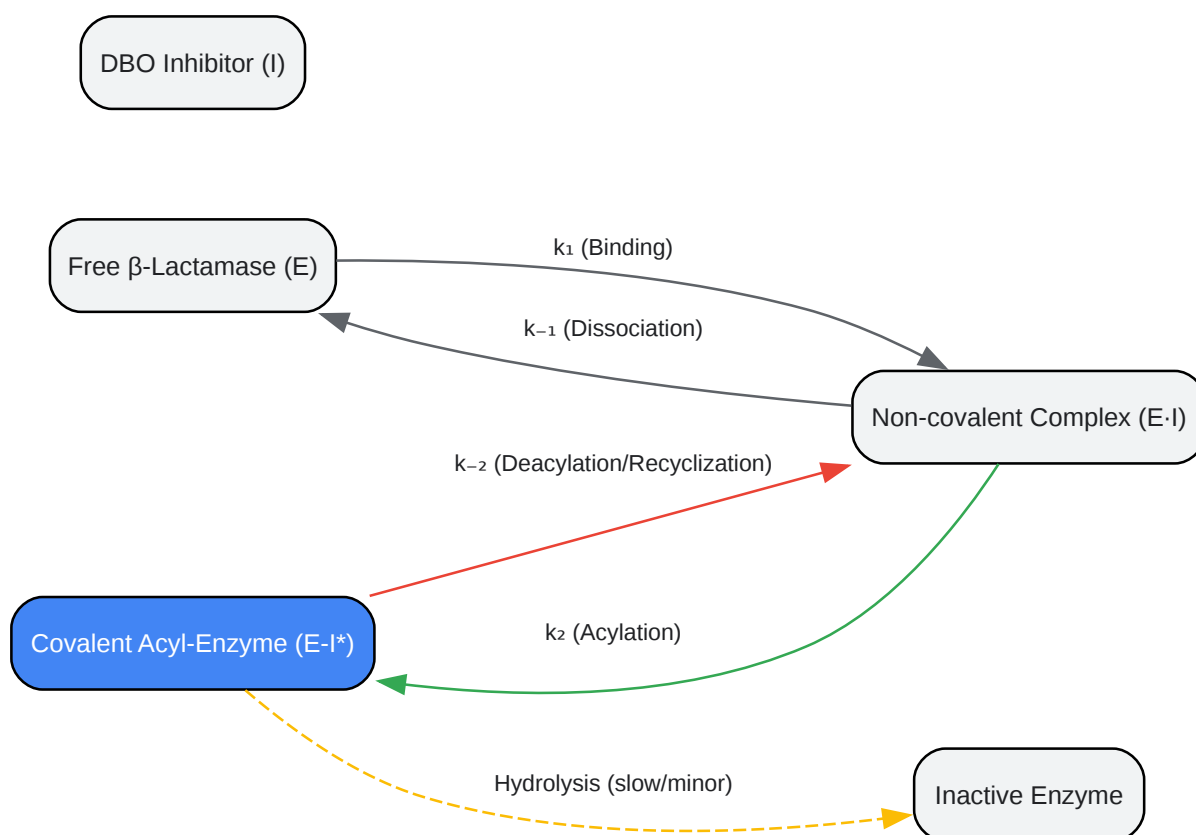 DBO Inhibitor (I)
Free β-Lactamase (E)
k₁ (Binding)
k₋₁ (Dissociation)
Non-covalent Complex (E·I)
k₋₂ (Deacylation/Recyclization)
Covalent Acyl-Enzyme (E-I*)
k₂ (Acylation)
Hydrolysis (slow/minor)
Inactive Enzyme